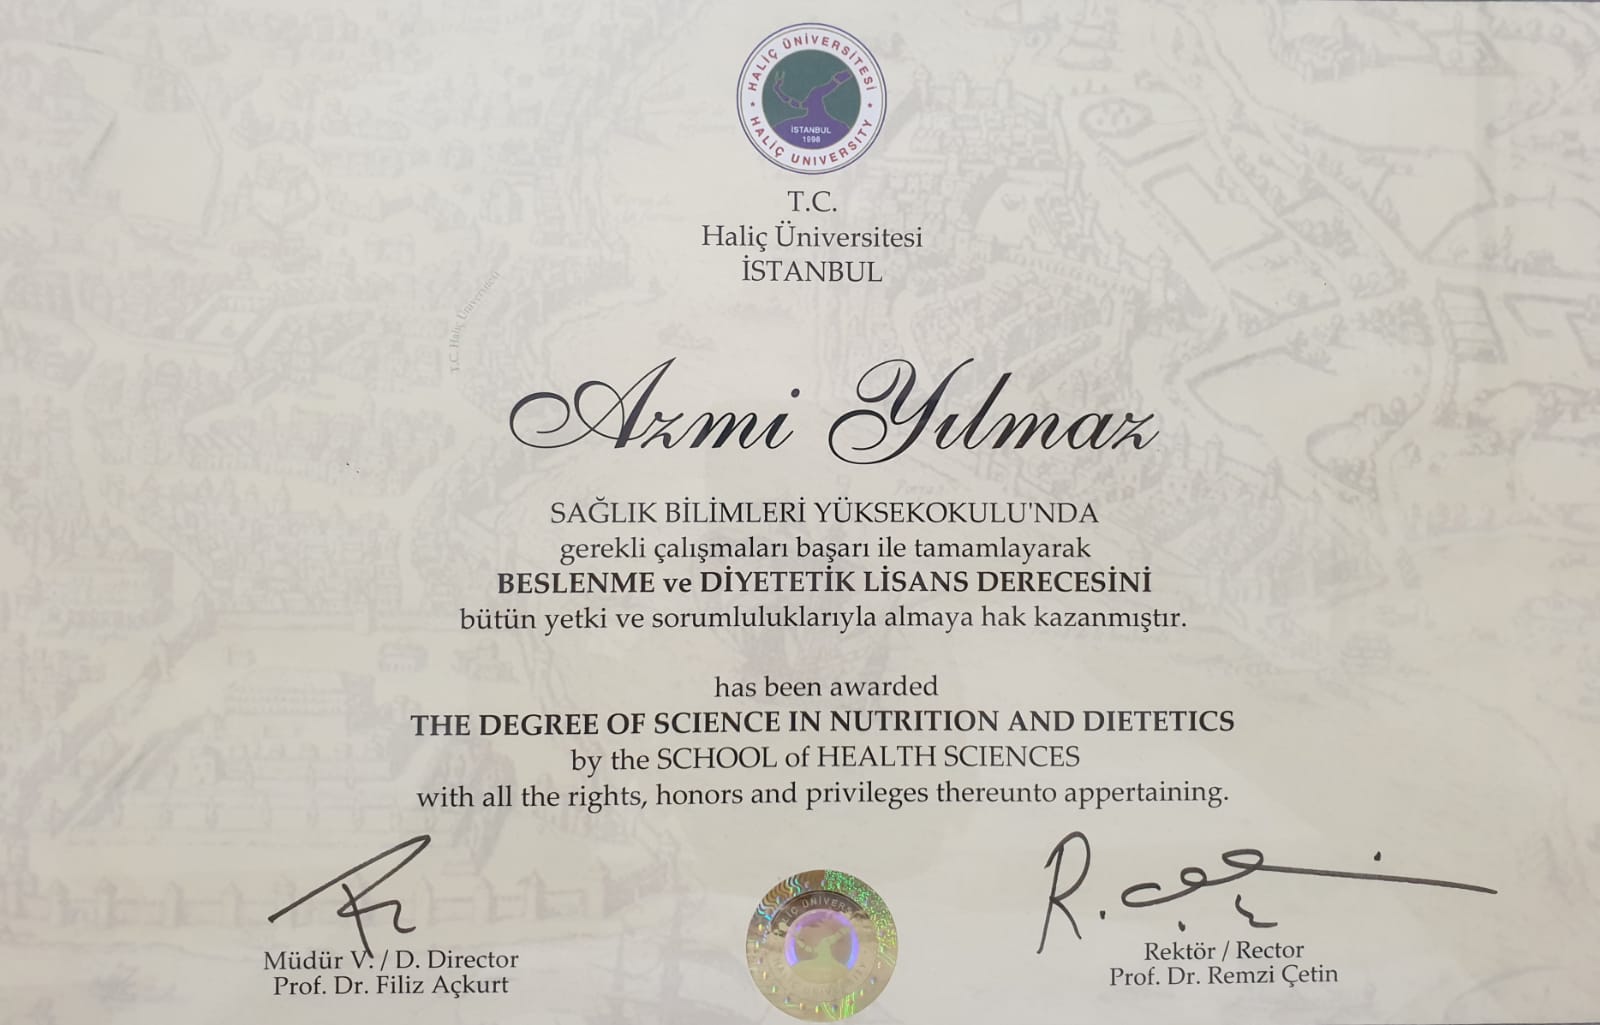 HALİÇ ÜNİVERSİTESİ
İSTANBUL
1998
HALİÇ UNIVERSITY
T.C.
Haliç Üniversitesi
İSTANBUL
T.C. Haliç Üniversitesi
Azmi Yılmaz
SAĞLIK BİLİMLERİ YÜKSEKOKULU'NDA
gerekli çalışmaları başarı ile tamamlayarak
BESLENME ve DİYETETİK LİSANS DERECESİNİ
bütün yetki ve sorumluluklarıyla almaya hak kazanmıştır.
has been awarded
THE DEGREE OF SCIENCE IN NUTRITION AND DIETETICS
by the SCHOOL of HEALTH SCIENCES
with all the rights, honors and privileges thereunto appertaining.
Müdür V. / D. Director
Prof. Dr. Filiz Açkurt
Rektör / Rector
Prof. Dr. Remzi Çetin